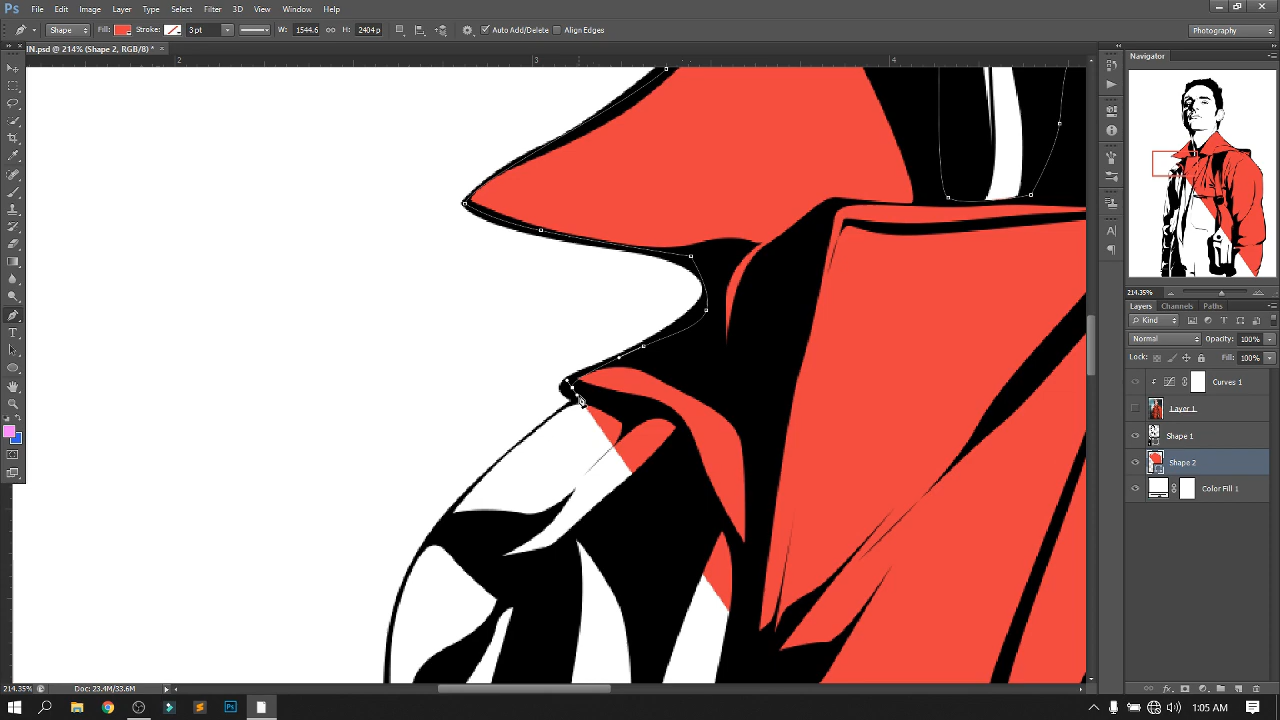 Ps File Edit Image Layer Type Select Filter 3D View Window Help
Shape Fill: Stroke: 3 pt W: 1544.6 H: 2404 p Auto Add/Delete Align Edges Photography
IN.psd @ 214% (Shape 2, RGB/8) * ×
2 3 4
Navigator
214.35%
Layers Channels Paths
Kind
Normal Opacity: 100%
Lock: Fill: 100%
Curves 1
Layer 1
Shape 1
Shape 2
Color Fill 1
214.35% Doc: 23.4M/33.6M
1:05 AM